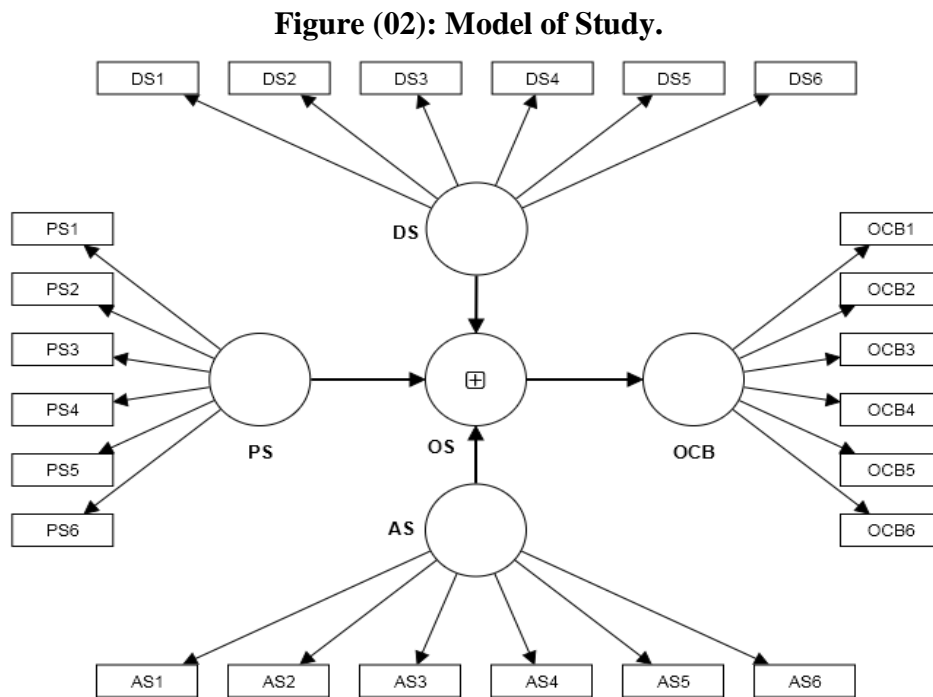 Figure (02): Model of Study.
DS1 DS2 DS3 DS4 DS5 DS6
DS
PS1 OCB1
PS2 OCB2
PS3 OCB3
PS4 OCB4
PS OS OCB
PS5 OCB5
PS6 AS OCB6
AS1 AS2 AS3 AS4 AS5 AS6